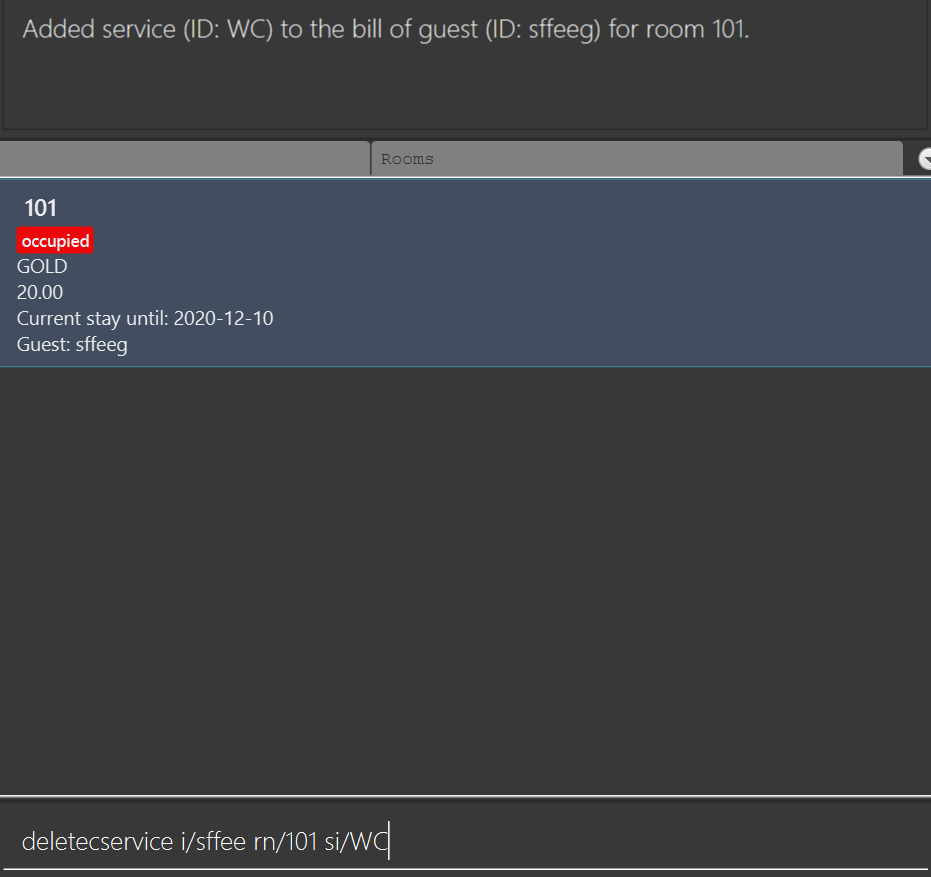 Added service (ID: WC) to the bill of guest (ID: sffeeg) for room 101.
Rooms
101
occupied
GOLD
20.00
Current stay until: 2020-12-10
Guest: sffeeg
deletecservice i/sffee rn/101 si/WC